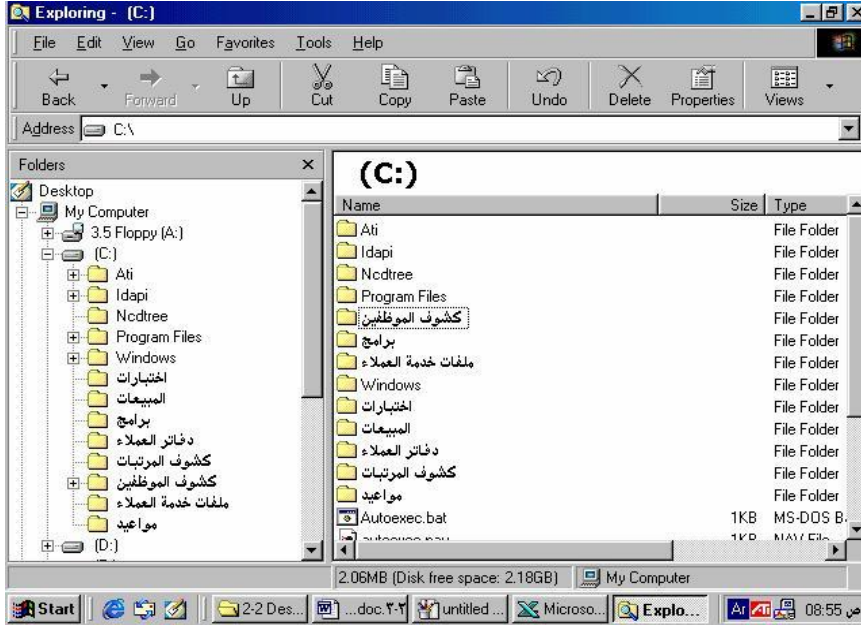 Exploring - (C:)
File Edit View Go Favorites Tools Help
Back Forward Up Cut Copy Paste Undo Delete Properties Views
Address C:\
Folders
Desktop
My Computer
3.5 Floppy (A:)
(C:)
Ati
Idapi
Ncdtree
Program Files
Windows
اختبارات
المبيعات
برامج
دفاتر العملاء
كشوف المرتبات
كشوف الموظفين
ملفات خدمة العملاء
مواعيد
(D:)
(C:)
Name Size Type
Ati File Folder
Idapi File Folder
Ncdtree File Folder
Program Files File Folder
كشوف الموظفين File Folder
برامج File Folder
ملفات خدمة العملاء File Folder
Windows File Folder
اختبارات File Folder
المبيعات File Folder
دفاتر العملاء File Folder
كشوف المرتبات File Folder
مواعيد File Folder
Autoexec.bat 1KB MS-DOS B
2.06MB (Disk free space: 2.18GB) My Computer
Start 2-2 Des... ...doc.٢-٢ untitled ... Microso... Explo... Ar ATI 08:55 ص